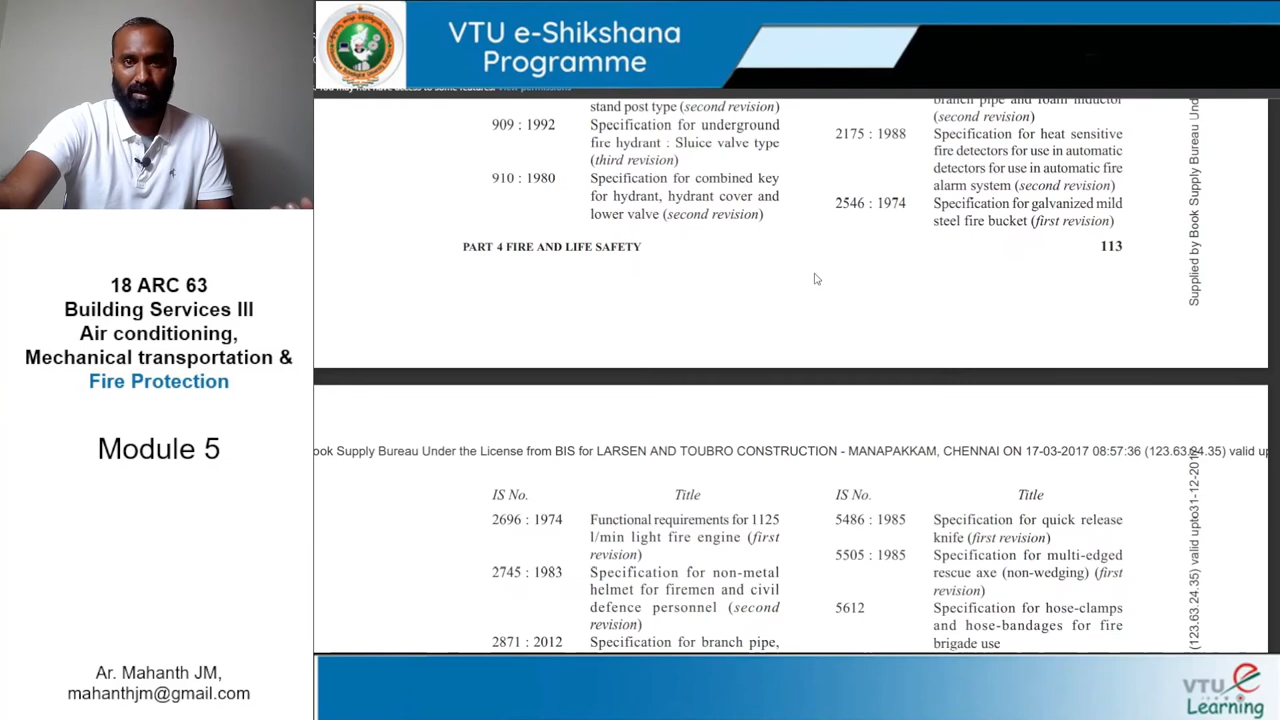 VTU e-Shikshana
Programme
18 ARC 63
Building Services III
Air conditioning,
Mechanical transportation &
Fire Protection
Module 5
Ar. Mahanth JM,
mahanthjm@gmail.com
stand post type (second revision)
909 : 1992 Specification for underground
fire hydrant : Sluice valve type
(third revision)
910 : 1980 Specification for combined key
for hydrant, hydrant cover and
lower valve (second revision)
branch pipe and foam inductor
(second revision)
2175 : 1988 Specification for heat sensitive
fire detectors for use in automatic
detectors for use in automatic fire
alarm system (second revision)
2546 : 1974 Specification for galvanized mild
steel fire bucket (first revision)
PART 4 FIRE AND LIFE SAFETY 113
Supplied by Book Supply Bureau Und
ook Supply Bureau Under the License from BIS for LARSEN AND TOUBRO CONSTRUCTION - MANAPAKKAM, CHENNAI ON 17-03-2017 08:57:36 (123.63.24.35) valid up
IS No. Title
2696 : 1974 Functional requirements for 1125
l/min light fire engine (first
revision)
2745 : 1983 Specification for non-metal
helmet for firemen and civil
defence personnel (second
revision)
2871 : 2012 Specification for branch pipe,
IS No. Title
5486 : 1985 Specification for quick release
knife (first revision)
5505 : 1985 Specification for multi-edged
rescue axe (non-wedging) (first
revision)
5612 Specification for hose-clamps
and hose-bandages for fire
brigade use
(123.63.24.35) valid upto31-12-201
VTU e
Learning